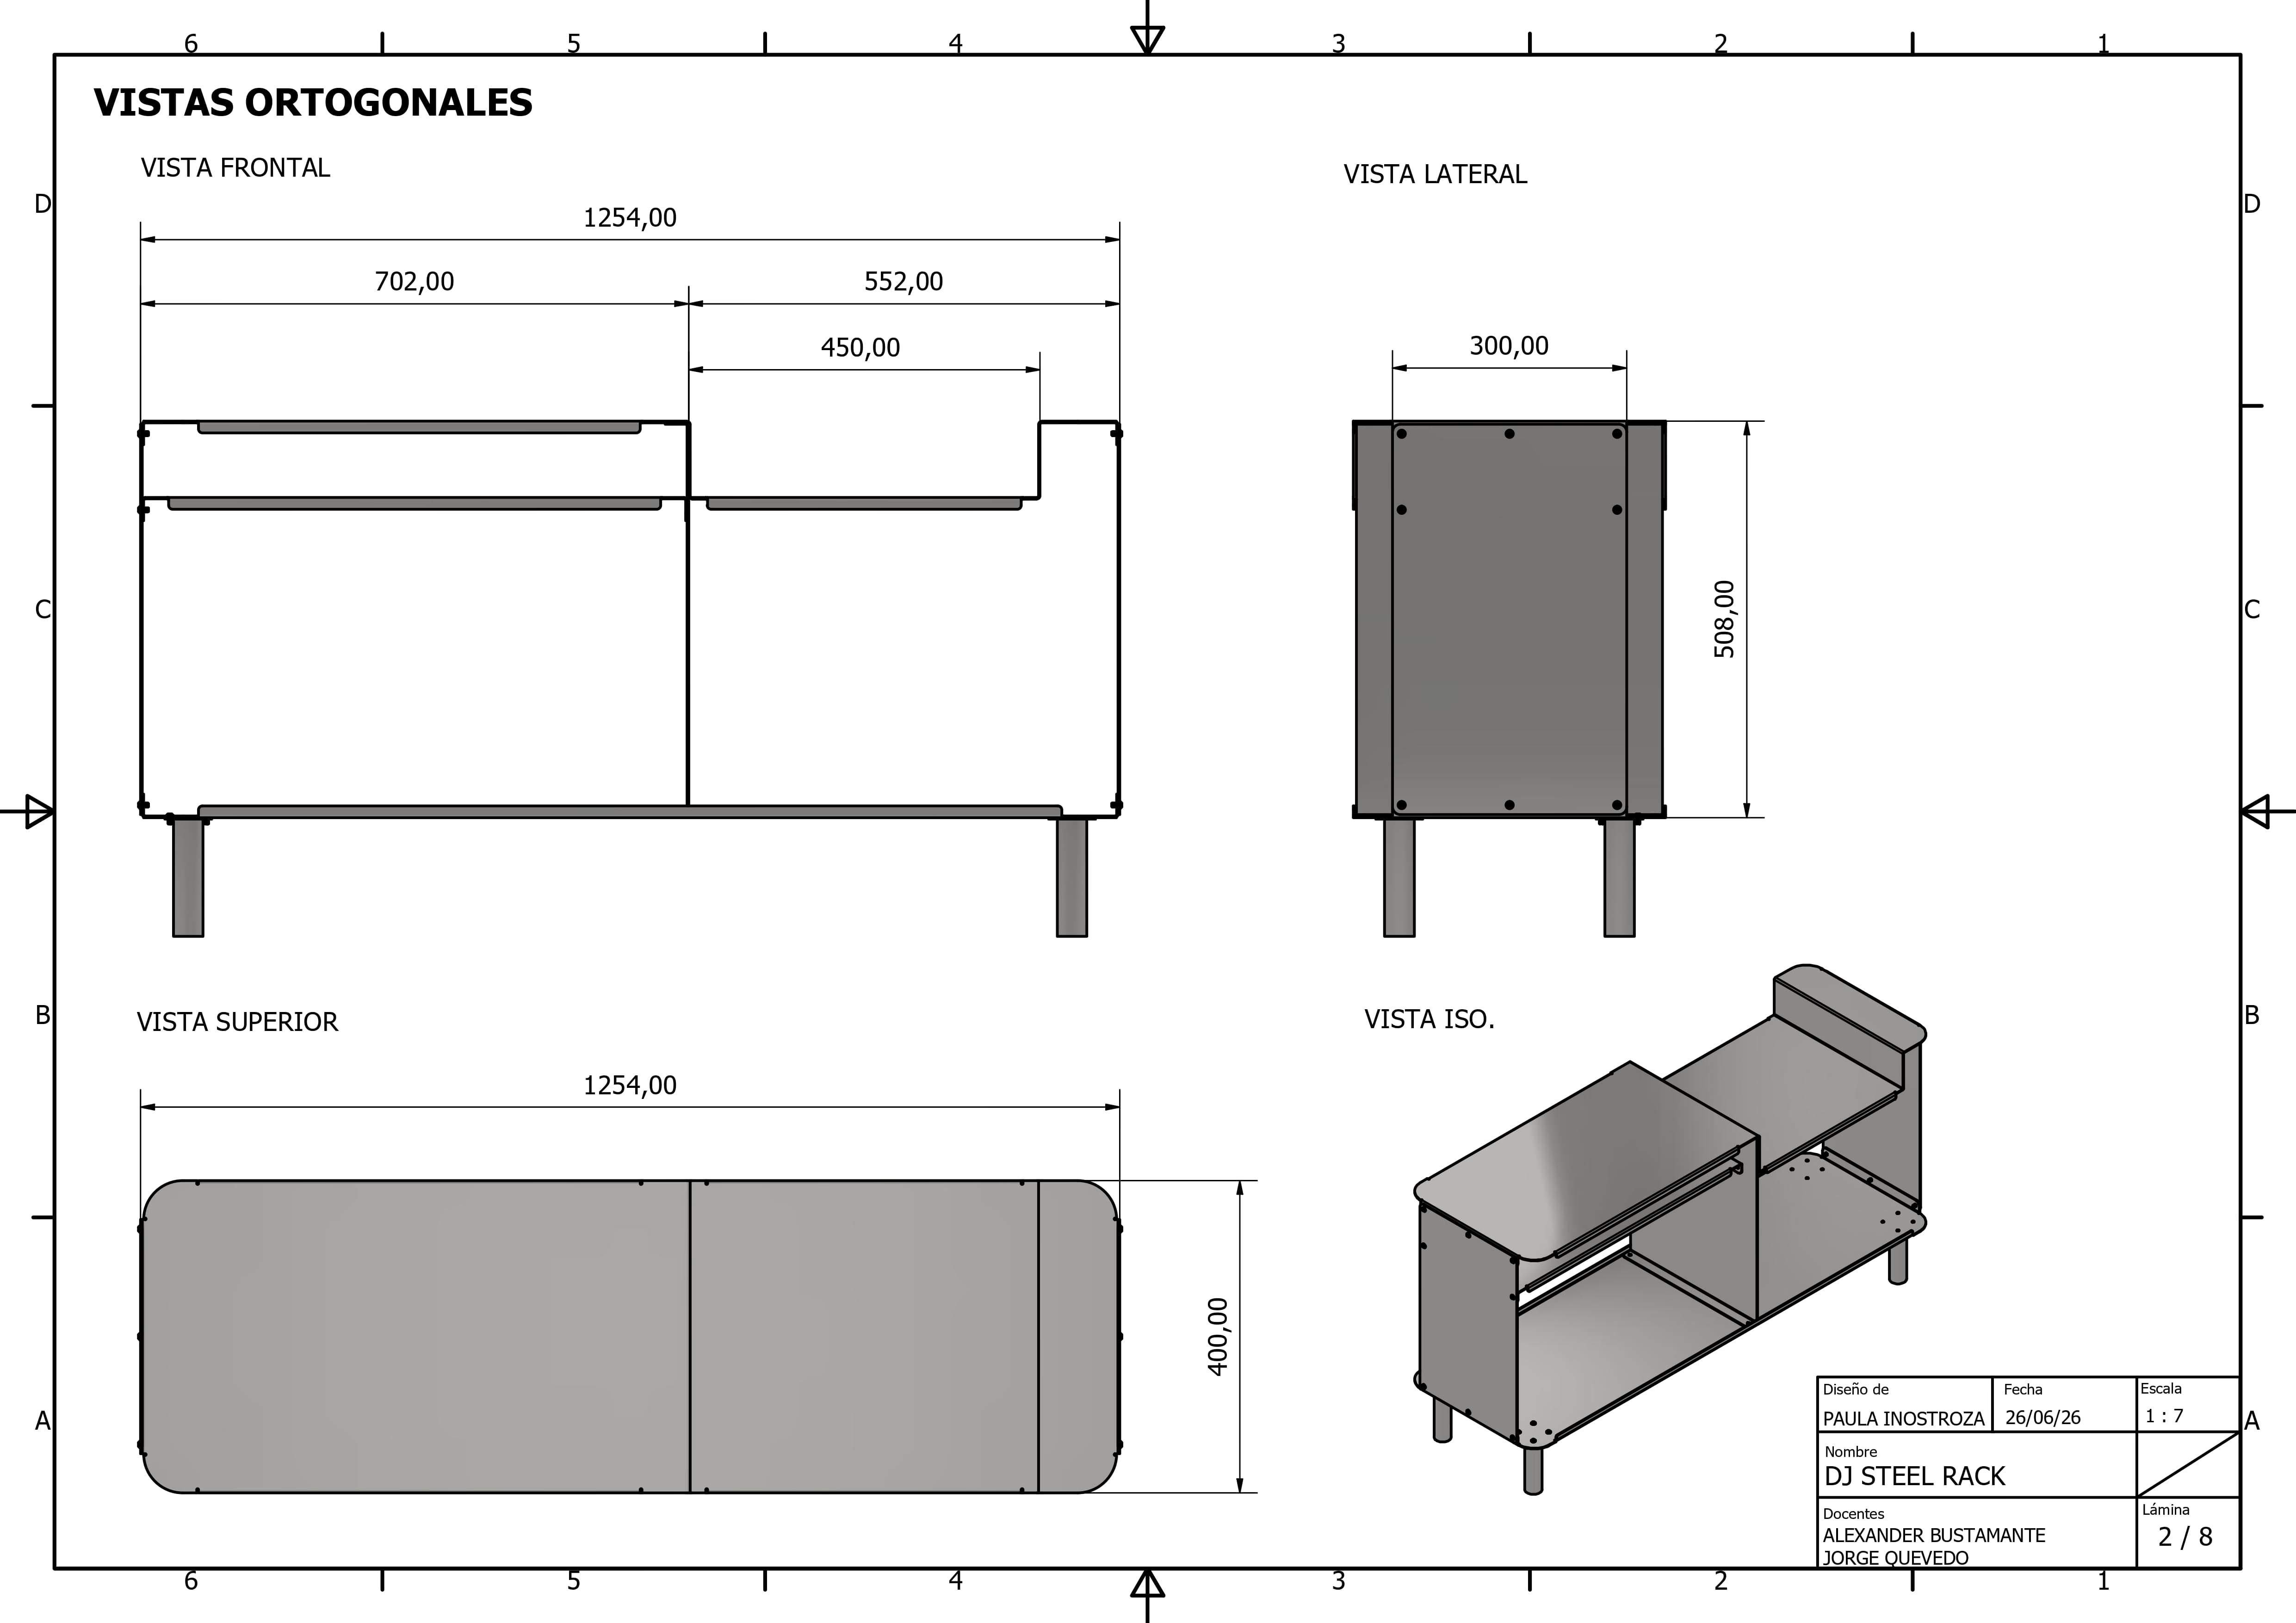 6 5 4 3 2 1
VISTAS ORTOGONALES
VISTA FRONTAL
VISTA LATERAL
D D
1254,00
702,00 552,00
450,00
300,00
C C
508,00
B B
VISTA SUPERIOR
VISTA ISO.
1254,00
400,00
A A
Diseño de
PAULA INOSTROZA
Fecha
26/06/26
Escala
1 : 7
Nombre
DJ STEEL RACK
Docentes
ALEXANDER BUSTAMANTE
JORGE QUEVEDO
Lámina
2 / 8
6 5 4 3 2 1